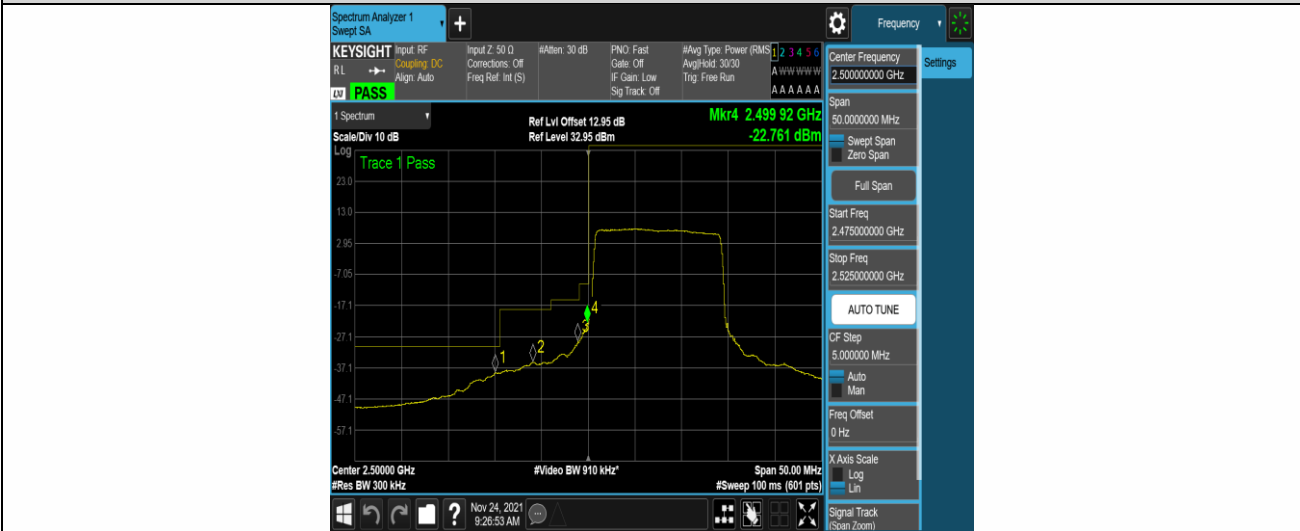 Spectrum Analyzer 1
Swept SA
+
Frequency
KEYSIGHT
Input: RF
Coupling: DC
Align: Auto
Input Z: 50 Ω
Corrections: Off
Freq Ref: Int (S)
#Atten: 30 dB
PNO: Fast
Gate: Off
IF Gain: Low
Sig Track: Off
#Avg Type: Power (RMS
Avg|Hold: 30/30
Trig: Free Run
1 2 3 4 5 6
A W W W W W
A A A A A A
RL
LXI
PASS
1 Spectrum
Scale/Div 10 dB
Ref Lvl Offset 12.95 dB
Ref Level 32.95 dBm
Mkr4 2.499 92 GHz
-22.761 dBm
Log
Trace 1 Pass
23.0
13.0
2.95
-7.05
-17.1
-27.1
-37.1
-47.1
-57.1
1
2
3
4
Center 2.50000 GHz
#Res BW 300 kHz
#Video BW 910 kHz*
Span 50.00 MHz
#Sweep 100 ms (601 pts)
Center Frequency
2.500000000 GHz
Settings
Span
50.0000000 MHz
Swept Span
Zero Span
Full Span
Start Freq
2.475000000 GHz
Stop Freq
2.525000000 GHz
AUTO TUNE
CF Step
5.000000 MHz
Auto
Man
Freq Offset
0 Hz
X Axis Scale
Log
Lin
Signal Track
(Span Zoom)
?
Nov 24, 2021
9:26:53 AM